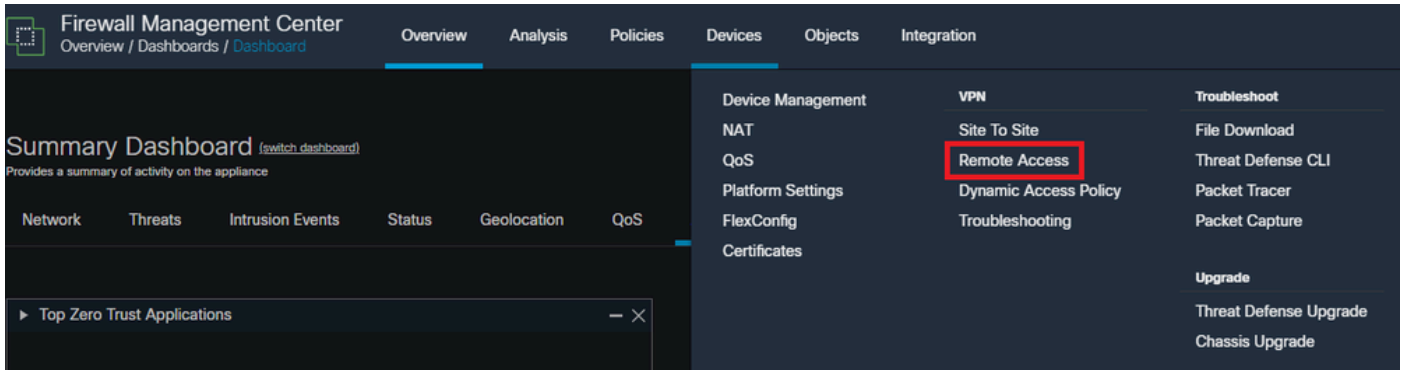 Firewall Management Center
Overview / Dashboards / Dashboard
Overview Analysis Policies Devices Objects Integration
Summary Dashboard (switch dashboard)
Provides a summary of activity on the appliance
Network Threats Intrusion Events Status Geolocation QoS
Top Zero Trust Applications
Device Management
NAT
QoS
Platform Settings
FlexConfig
Certificates
VPN
Site To Site
Remote Access
Dynamic Access Policy
Troubleshooting
Troubleshoot
File Download
Threat Defense CLI
Packet Tracer
Packet Capture
Upgrade
Threat Defense Upgrade
Chassis Upgrade